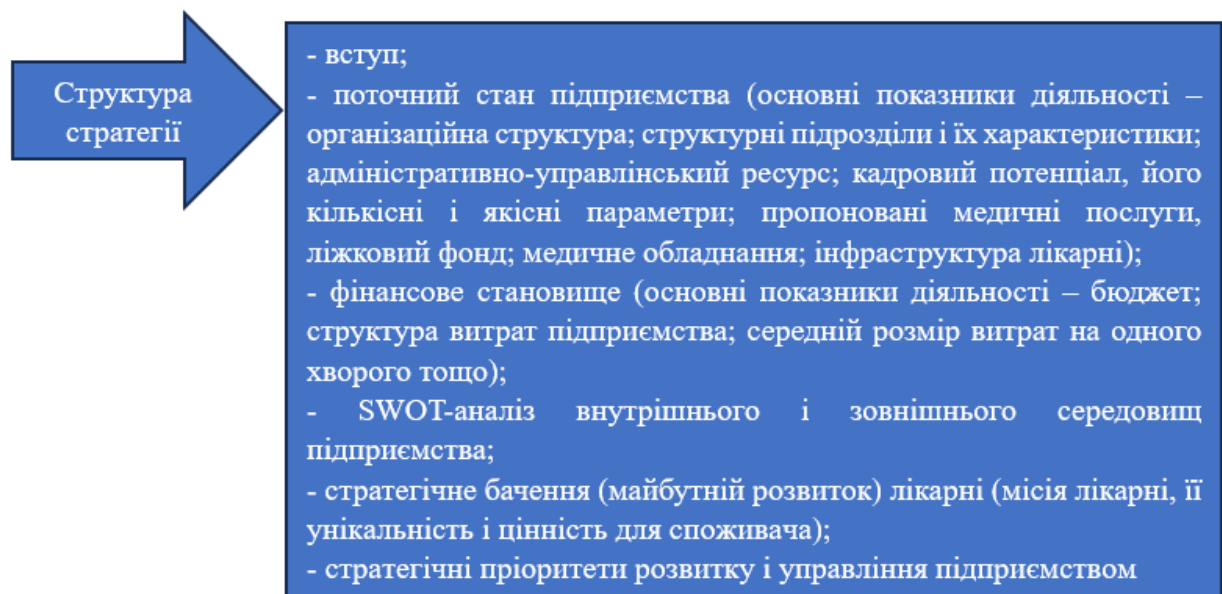 Структура
стратегії
- вступ;
- поточний стан підприємства (основні показники діяльності –
організаційна структура; структурні підрозділи і їх характеристики;
адміністративно-управлінський ресурс; кадровий потенціал, його
кількісні і якісні параметри; пропоновані медичні послуги,
ліжковий фонд; медичне обладнання; інфраструктура лікарні);
- фінансове становище (основні показники діяльності – бюджет;
структура витрат підприємства; середній розмір витрат на одного
хворого тощо);
- SWOT-аналіз внутрішнього і зовнішнього середовищ
підприємства;
- стратегічне бачення (майбутній розвиток) лікарні (місія лікарні, її
унікальність і цінність для споживача);
- стратегічні пріоритети розвитку і управління підприємством